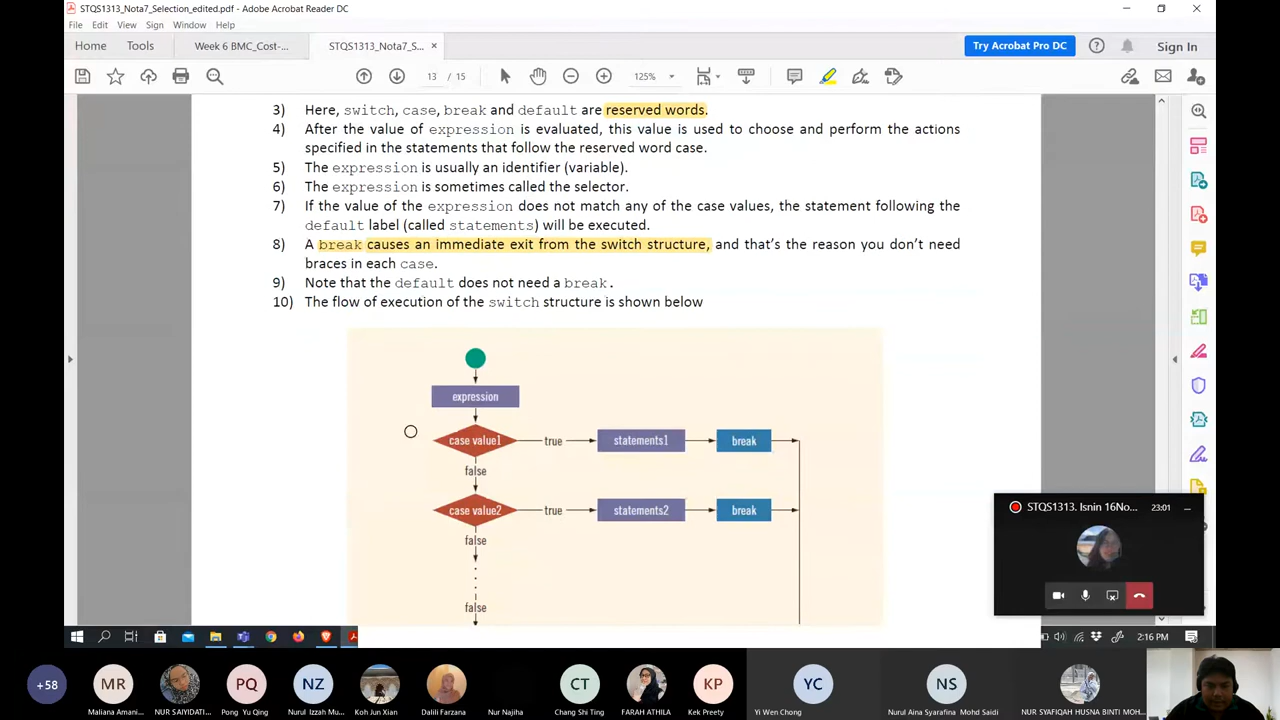 STQS1313_Nota7_Selection_edited.pdf - Adobe Acrobat Reader DC
File Edit View Sign Window Help
Home Tools Week 6 BMC_Cost-... STQS1313_Nota7_S... × Try Acrobat Pro DC Sign In
13 / 15 125%
3) Here, switch, case, break and default are reserved words.
4) After the value of expression is evaluated, this value is used to choose and perform the actions
specified in the statements that follow the reserved word case.
5) The expression is usually an identifier (variable).
6) The expression is sometimes called the selector.
7) If the value of the expression does not match any of the case values, the statement following the
default label (called statements) will be executed.
8) A break causes an immediate exit from the switch structure, and that's the reason you don't need
braces in each case.
9) Note that the default does not need a break.
10) The flow of execution of the switch structure is shown below
expression
case value1 true statements1 break
false
case value2 true statements2 break
false
false
STQS1313. Isnin 16No... 23:01
2:16 PM
+58 MR PQ NZ CT KP YC NS
Maliana Amani... NUR SAIYIDATI... Pong Yu Qing Nurul Izzah Mu... Koh Jun Xian Dalili Farzana Nur Najiha Chang Shi Ting FARAH ATHILA Kek Preety Yi Wen Chong Nurul Aina Syarafina Mohd Saidi NUR SYAFIQAH HUSNA BINTI MOH...